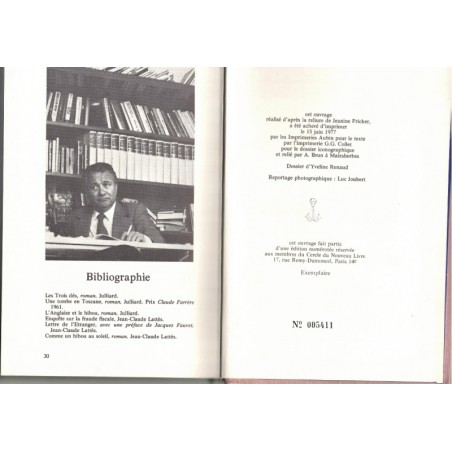 Bibliographie
Les Trois dés, roman, Julliard.
Une tombe en Toscane, roman, Julliard. Prix Claude Farrère
1961.
L'Anglaise et le hibou, roman, Julliard.
Enquête sur la fraude fiscale, Jean-Claude Lattès.
Lettre de l'Etranger, avec une préface de Jacques Fauvet,
Jean-Claude Lattès.
Comme un hibou au soleil, roman, Jean-Claude Lattès.
30
cet ouvrage
réalisé d'après la reliure de Jeanine Fricker,
a été achevé d'imprimer
le 15 juin 1977
par les Imprimeries Aubin pour le texte
par l'imprimerie G.G. Collet
pour le dossier iconographique
et relié par A. Brun à Malesherbes
Dossier d'Yveline Renaud
Reportage photographique : Luc Joubert
cet ouvrage fait partie
d'une édition numérotée réservée
aux membres du Cercle du Nouveau Livre
17, rue Remy-Dumoncel, Paris 14e
Exemplaire
No 005411